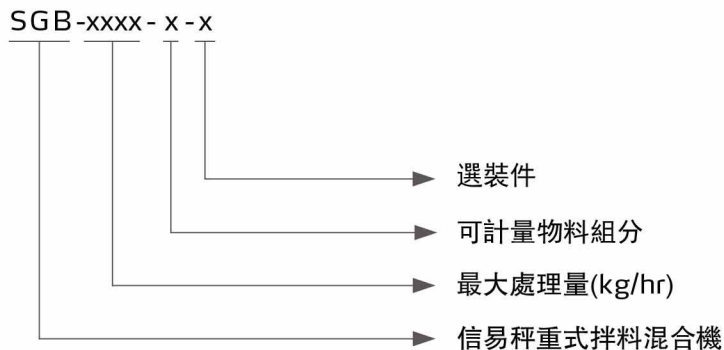 SGB-xxxx-x-x
選裝件
可計量物料組分
最大處理量(kg/hr)
信易秤重式拌料混合機